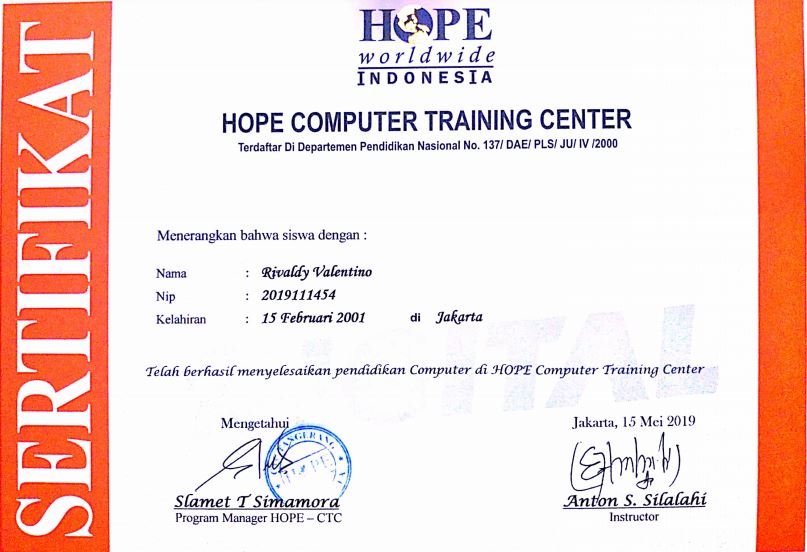 SERTIFIKAT
HOPE
worldwide
INDONESIA
HOPE COMPUTER TRAINING CENTER
Terdaftar Di Departemen Pendidikan Nasional No. 137/ DAE/ PLS/ JU/ IV /2000
Menerangkan bahwa siswa dengan :
Nama : Rivaldy Valentino
Nip : 2019111454
Kelahiran : 15 Februari 2001 di Jakarta
Telah berhasil menyelesaikan pendidikan Computer di HOPE Computer Training Center
Mengetahui
Jakarta, 15 Mei 2019
TANGERANG
HOPE
Slamet T Simamora
Program Manager HOPE – CTC
Anton S. Silalahi
Instructor